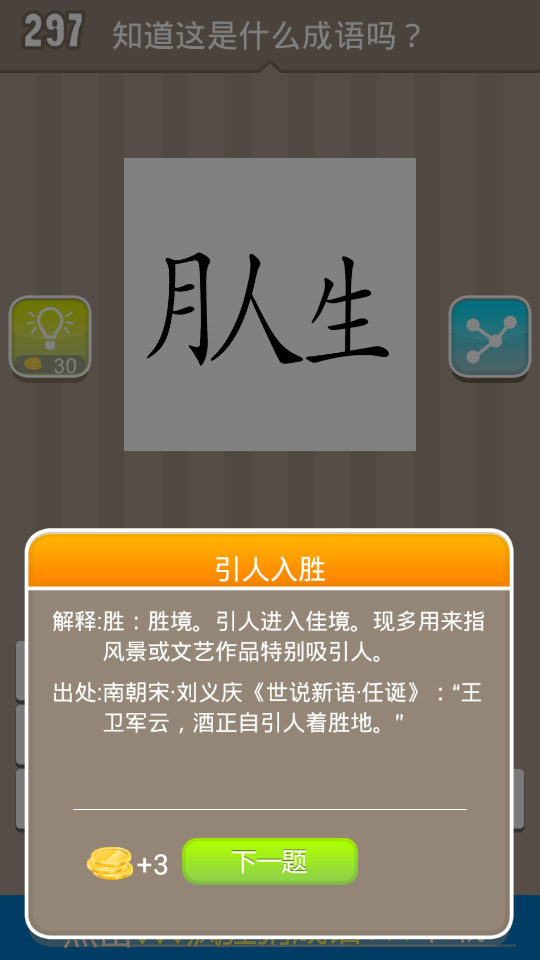 297 知道这是什么成语吗？
月人生
30
引人入胜
解释:胜：胜境。引人进入佳境。现多用来指
风景或文艺作品特别吸引人。
出处:南朝宋·刘义庆《世说新语·任诞》：“王
卫军云，酒正自引人着胜地。”
+3 下一题